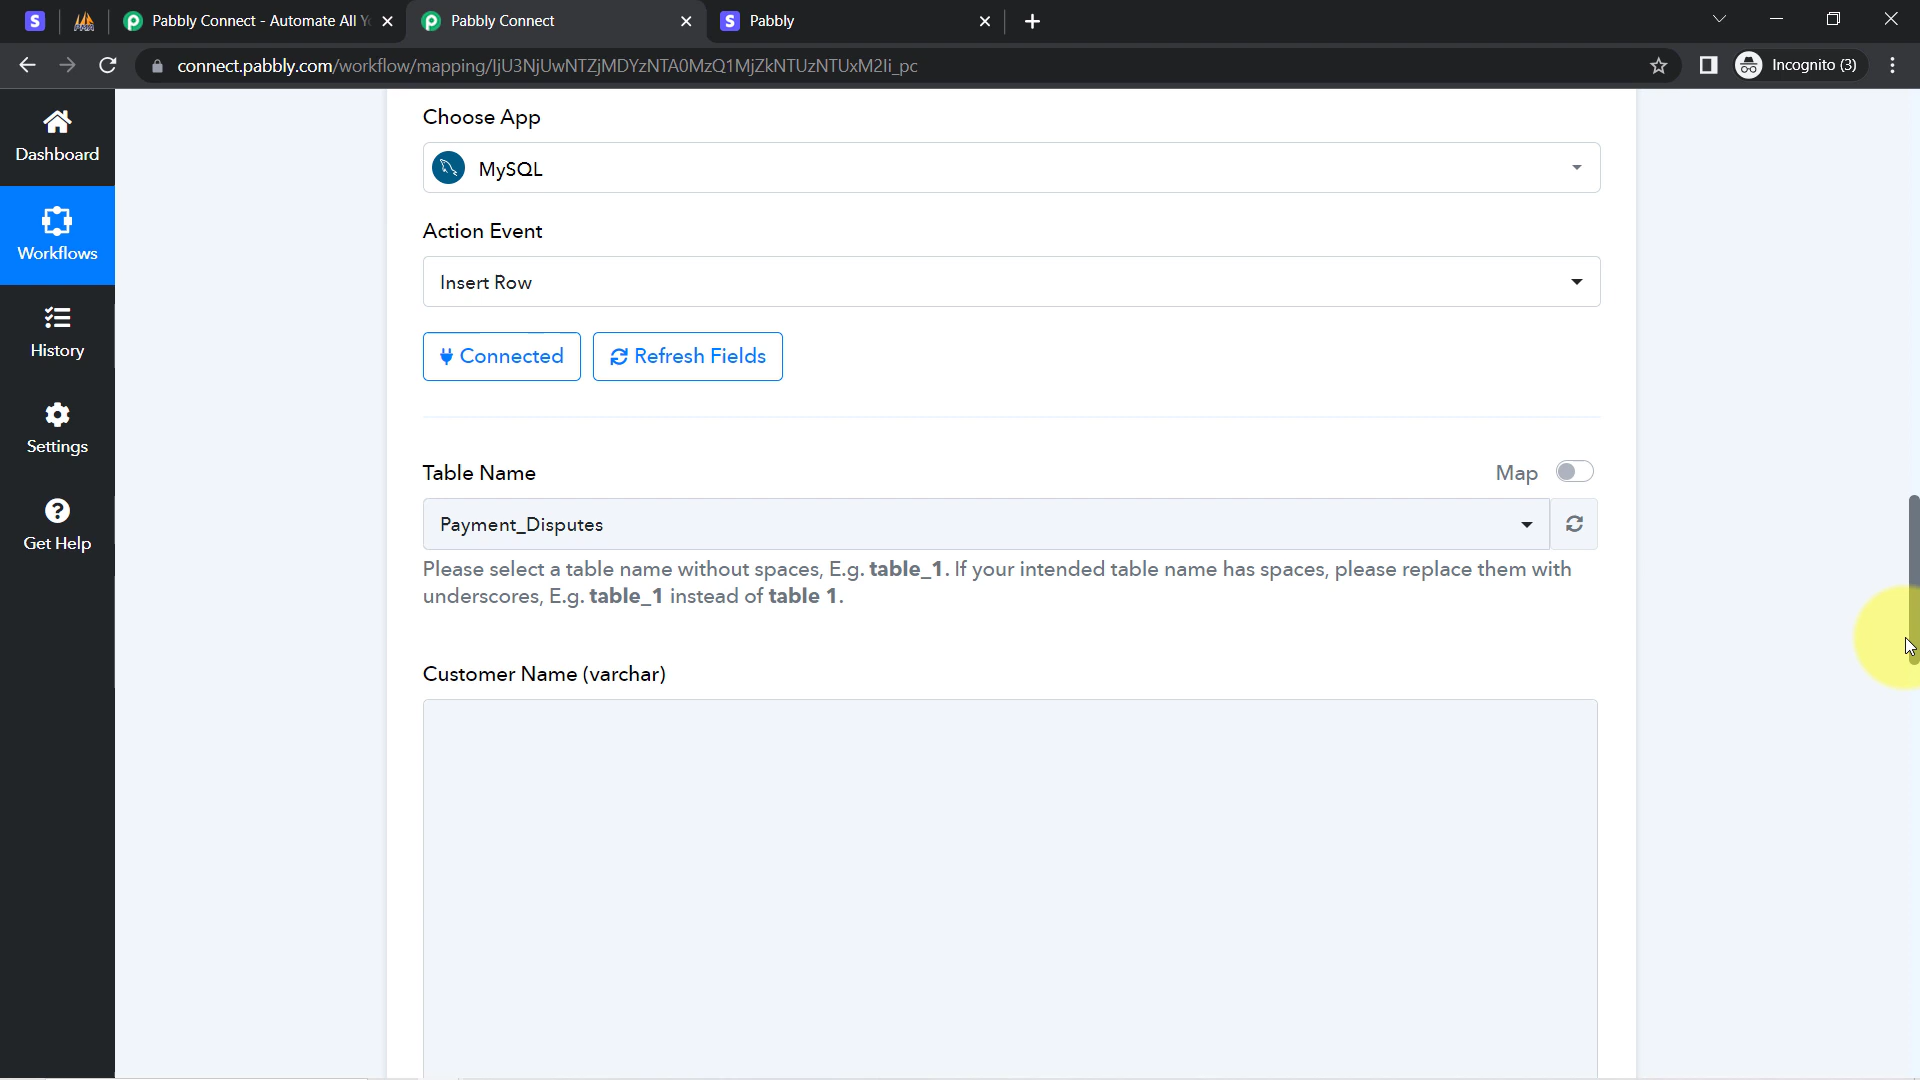 Pabbly Connect - Automate All Y
Pabbly Connect
Pabbly
connect.pabbly.com/workflow/mapping/IjU3NjUwNTZjMDYzNTA0MzQ1MjZkNTUzNTUxM2Ii_pc
Incognito (3)
Dashboard
Workflows
History
Settings
Get Help
Choose App
MySQL
Action Event
Insert Row
Connected
Refresh Fields
Table Name
Map
Payment_Disputes
Please select a table name without spaces, E.g. table_1. If your intended table name has spaces, please replace them with
underscores, E.g. table_1 instead of table 1.
Customer Name (varchar)